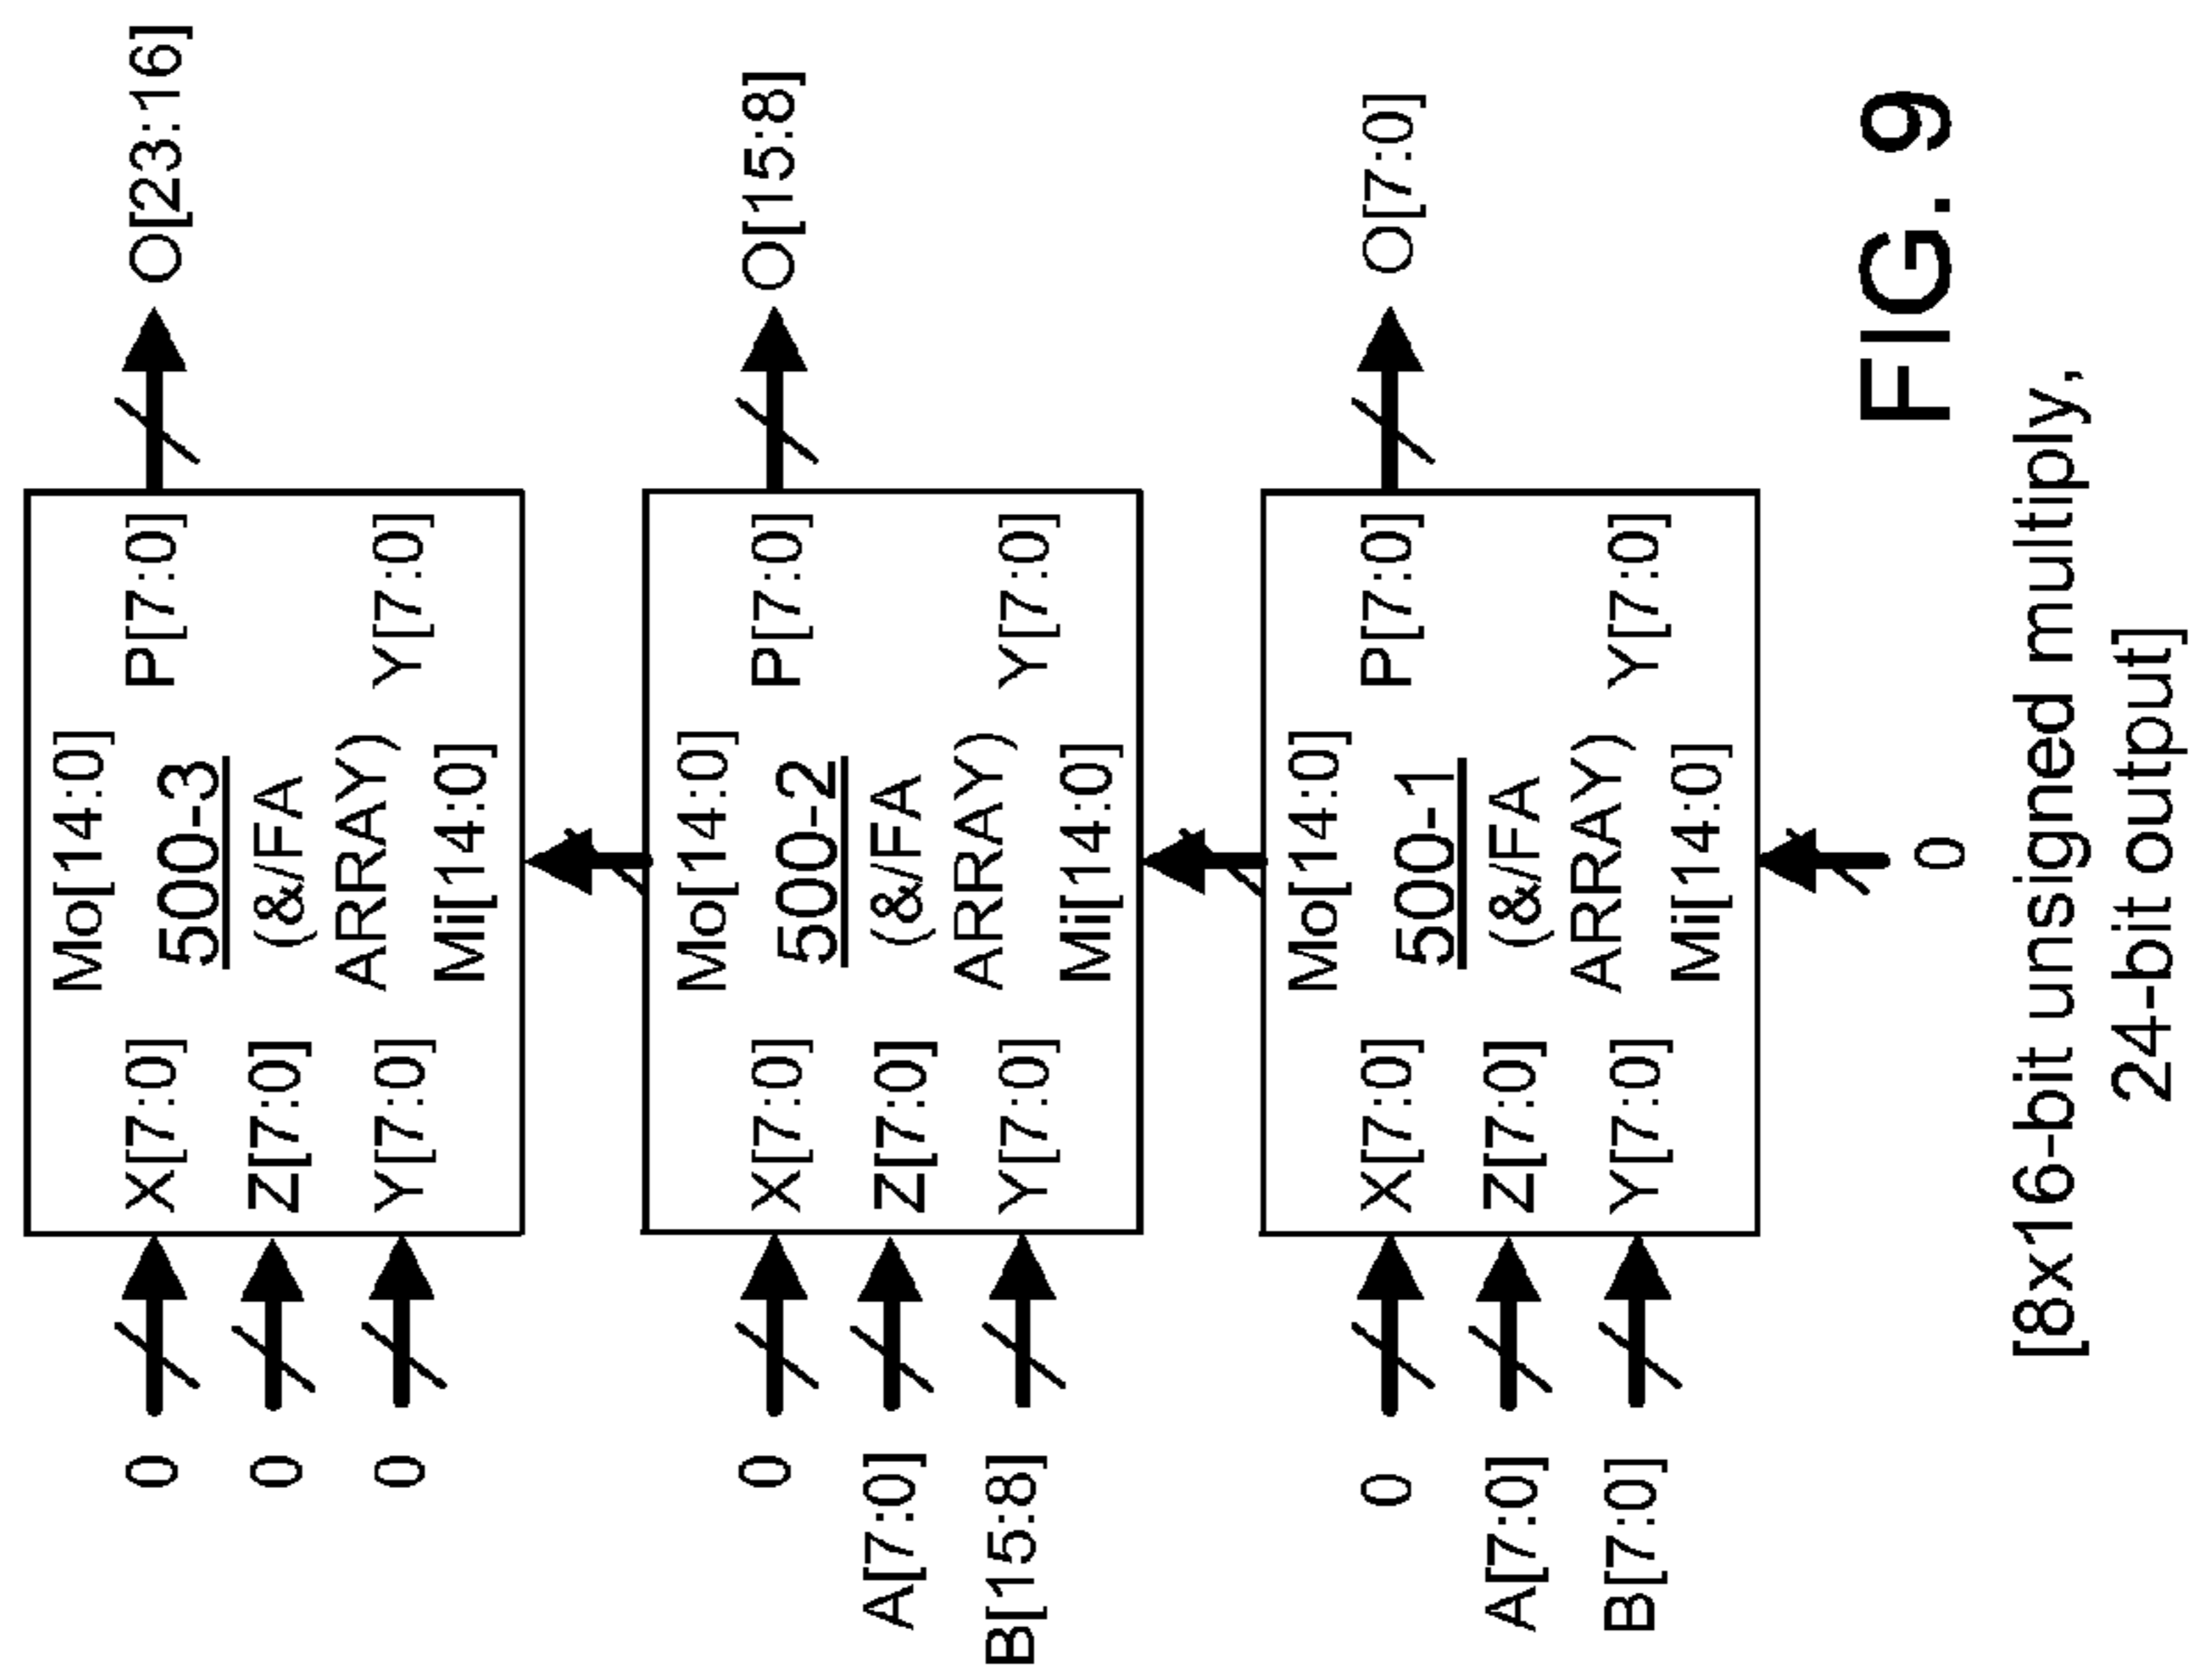 O[23:16]
Mo[14:0]
P[7:0]
X[7:0]
0
500-3
Z[7:0]
0
(&/FA
ARRAY)
Y[7:0]
Y[7:0]
0
Mi[14:0]
O[15:8]
Mo[14:0]
P[7:0]
X[7:0]
0
500-2
Z[7:0]
A[7:0]
(&/FA
ARRAY)
Y[7:0]
Y[7:0]
B[15:8]
Mi[14:0]
O[7:0]
Mo[14:0]
P[7:0]
X[7:0]
0
500-1
Z[7:0]
A[7:0]
(&/FA
ARRAY)
Y[7:0]
Y[7:0]
B[7:0]
Mi[14:0]
0
FIG. 9
[8x16-bit unsigned multiply,
24-bit output]